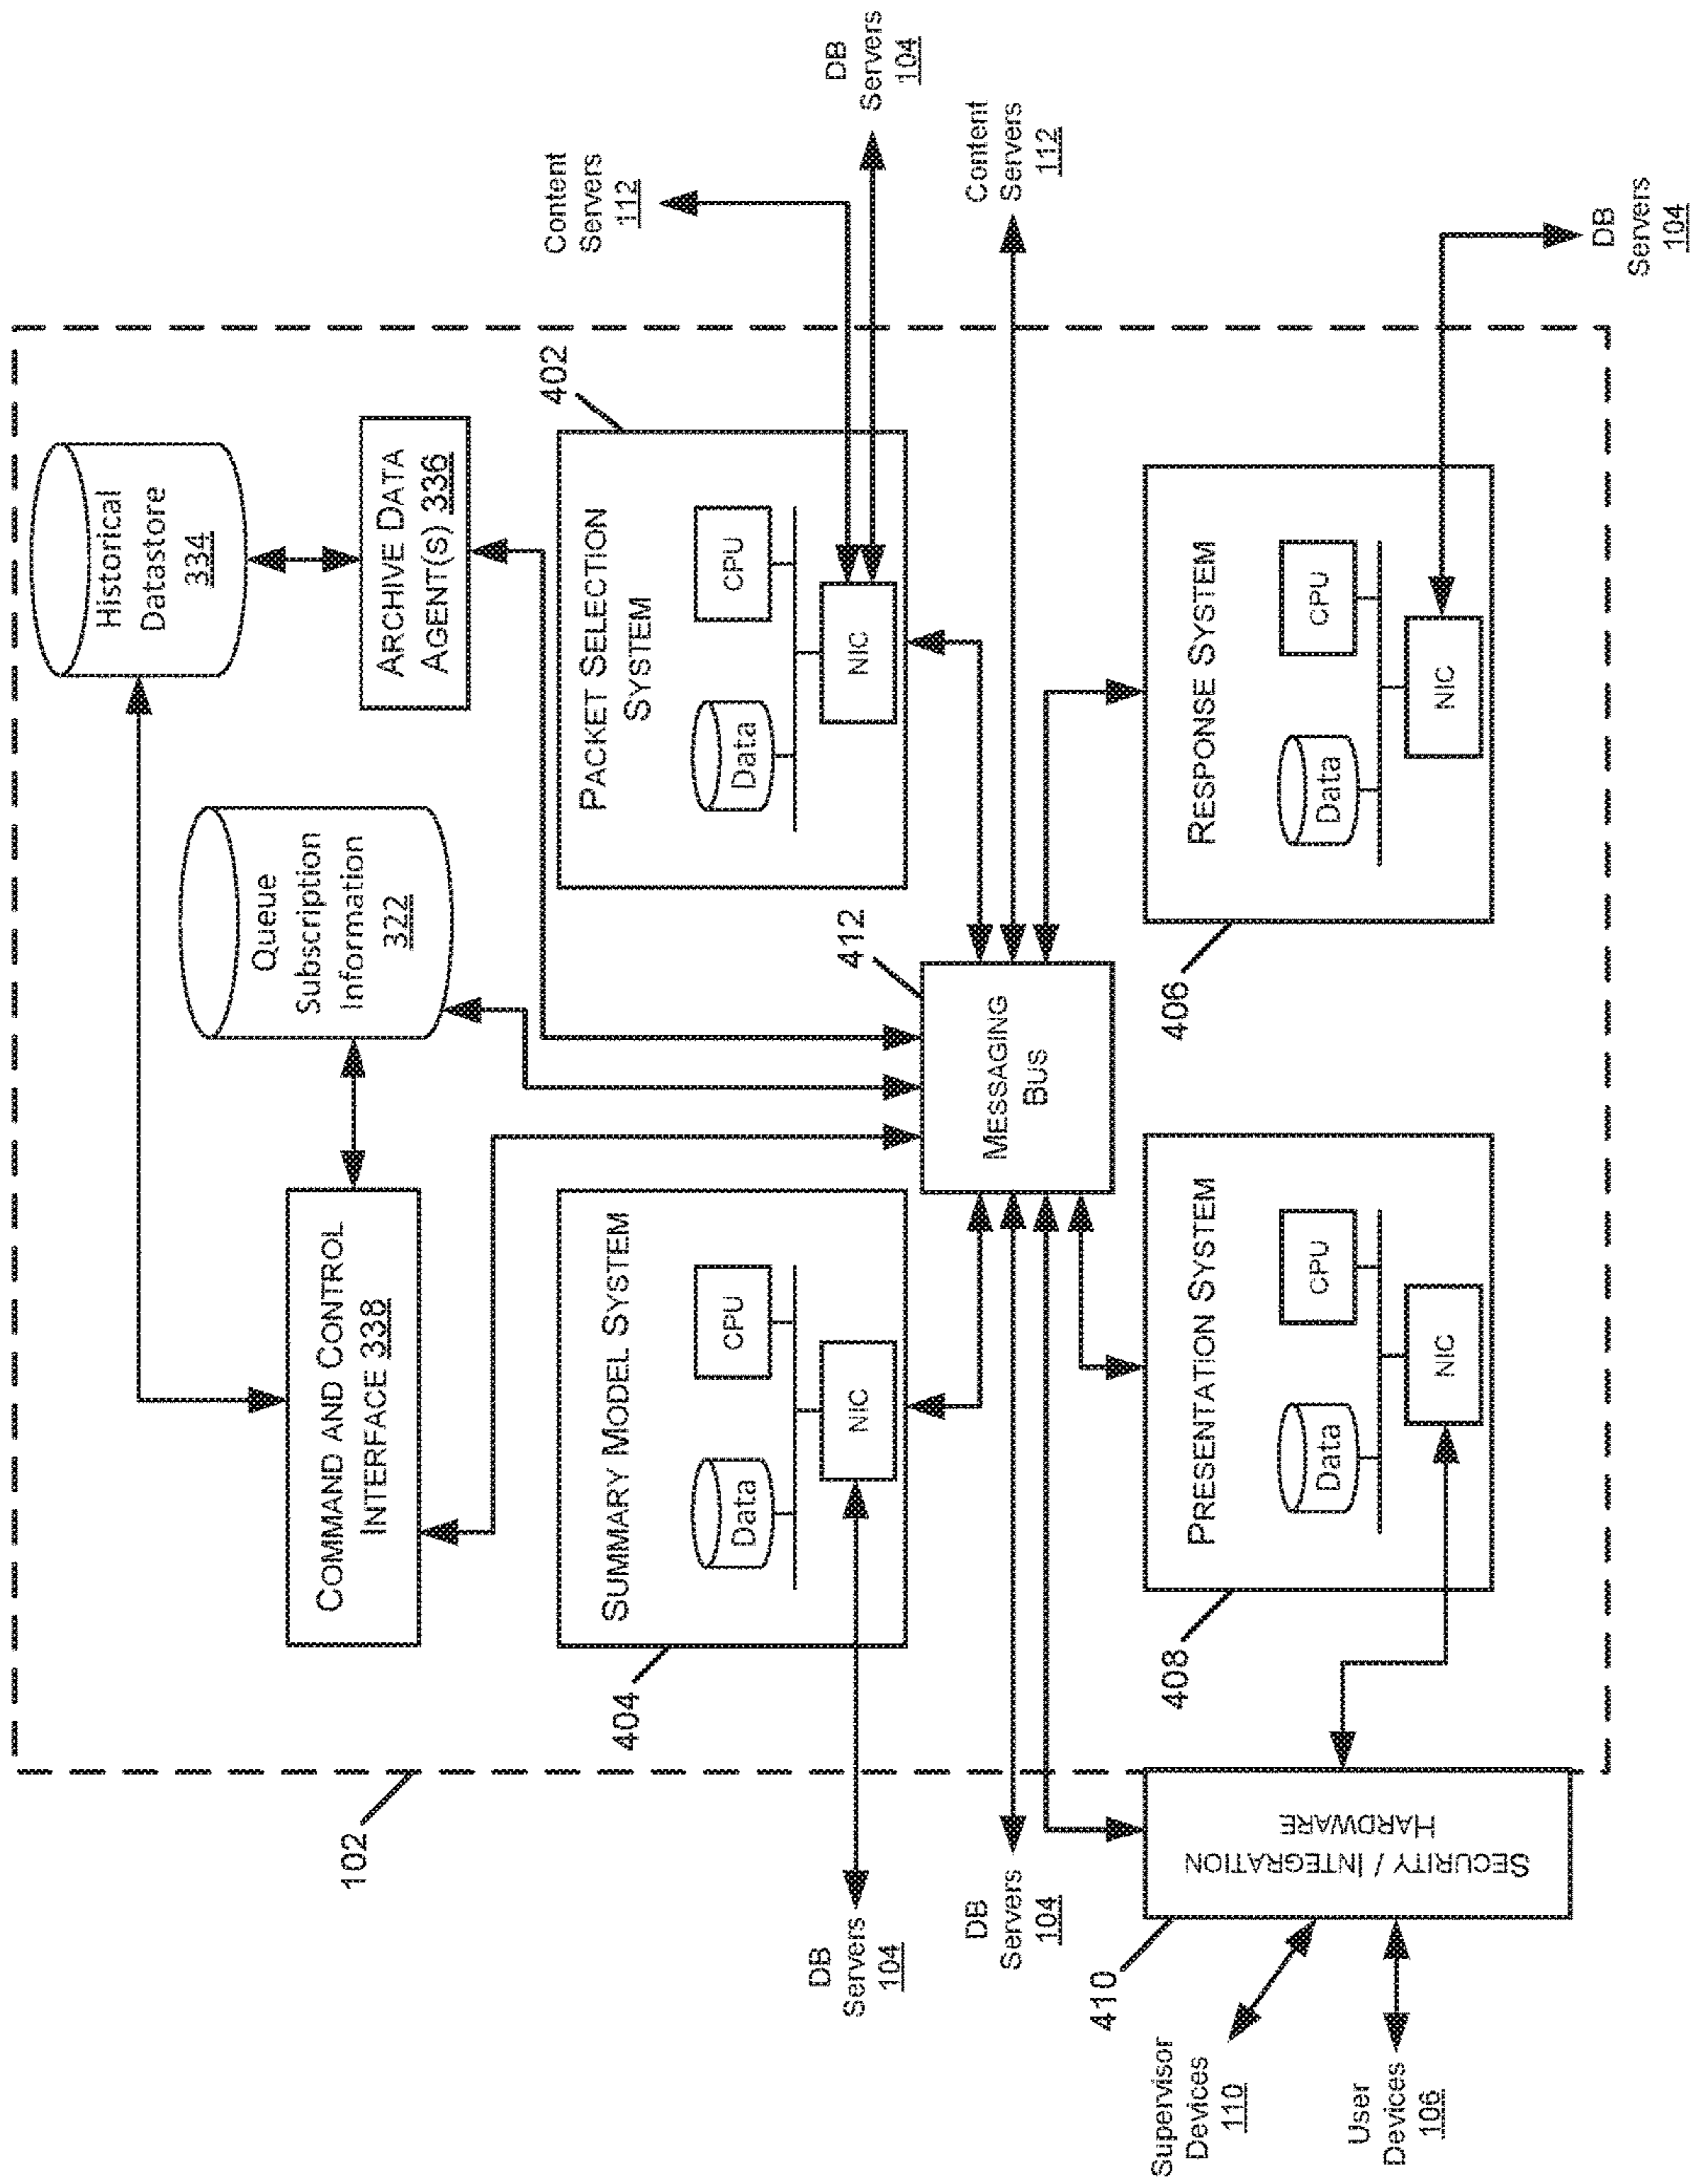 102
COMMAND AND CONTROL
INTERFACE 338
Queue
Subscription
Information
322
Historical
Datastore
334
ARCHIVE DATA
AGENT(S) 336
404
SUMMARY MODEL SYSTEM
Data
CPU
NIC
DB
Servers
104
402
PACKET SELECTION
SYSTEM
Data
CPU
NIC
Content
Servers
112
DB
Servers
104
412
MESSAGING
BUS
DB
Servers
104
Content
Servers
112
410
SECURITY / INTEGRATION
HARDWARE
Supervisor
Devices
110
User
Devices
106
408
PRESENTATION SYSTEM
Data
CPU
NIC
406
RESPONSE SYSTEM
Data
CPU
NIC
DB
Servers
104